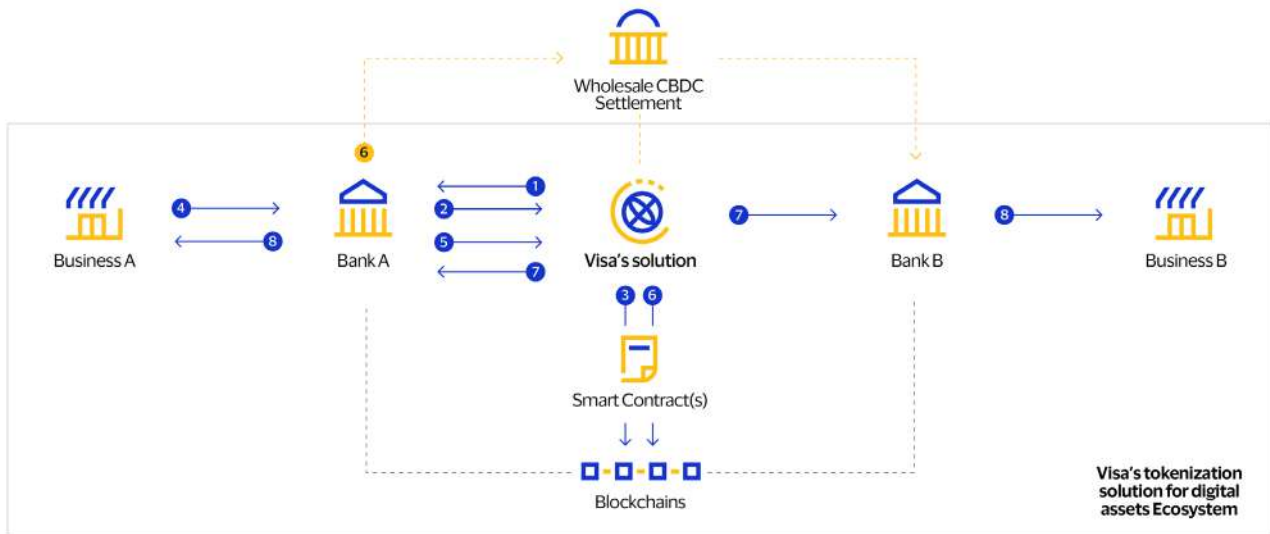 Wholesale CBDC
Settlement
6
1
4
2
7
8
8
5
7
Business A
Bank A
Visa's solution
Bank B
Business B
3 6
Smart Contract(s)
Blockchains
Visa's tokenization
solution for digital
assets Ecosystem